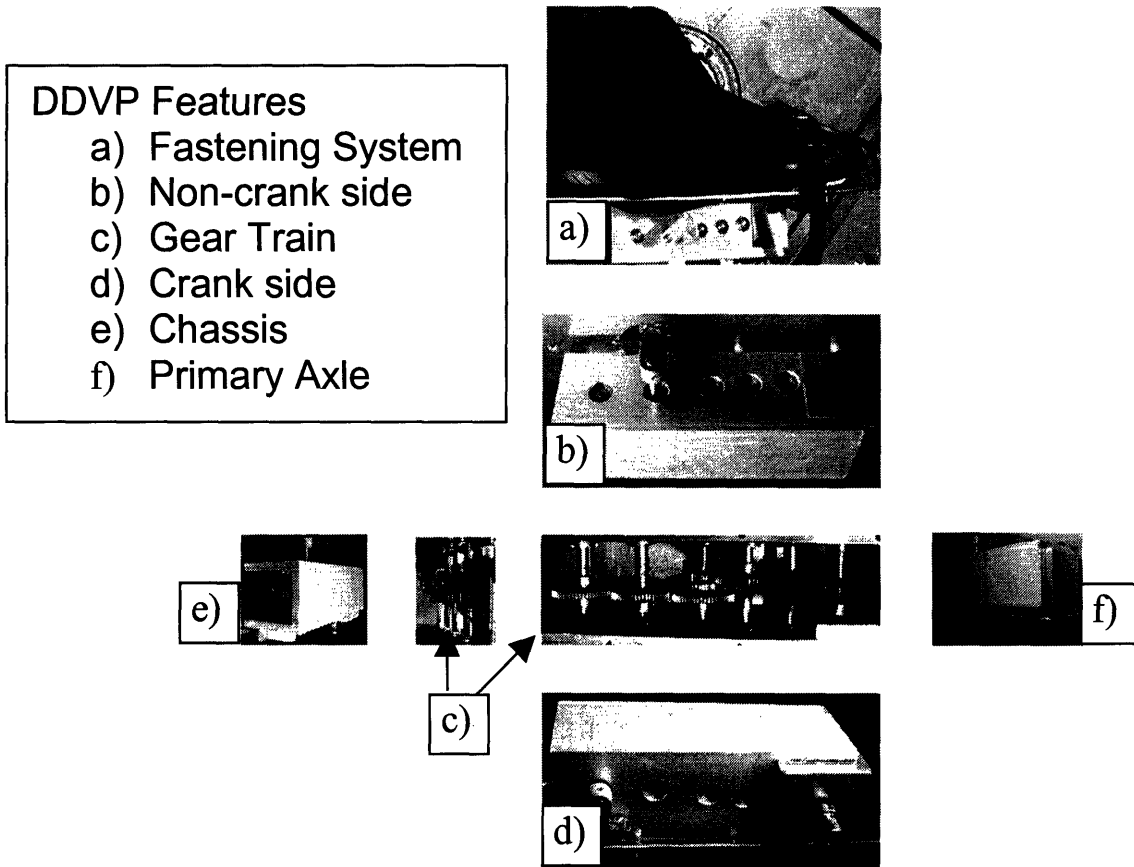 DDVP Features
a) Fastening System
b) Non-crank side
c) Gear Train
d) Crank side
e) Chassis
f) Primary Axle
a)
b)
e)
f)
c)
d)